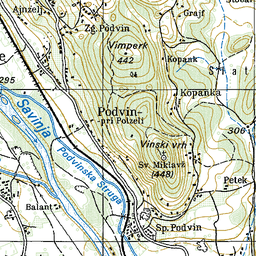 Ajnželj
Grajf
Zg. Podvin
Vimperk
442
Kopank
295
Kopanka
Savinja
Podvin
pri Polzeli
306
Vinski vrh
Podvinska Struga
Sv. Miklavž
(448)
Petek
Balant
Sp. Podvin